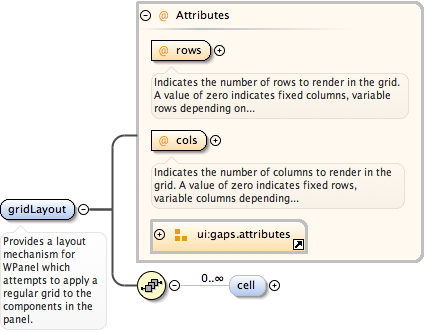 Attributes
@ rows
Indicates the number of rows to render in the grid.
A value of zero indicates fixed columns, variable
rows depending on...
@ cols
Indicates the number of columns to render in the
grid. A value of zero indicates fixed rows,
variable columns depending...
ui:gaps.attributes
gridLayout
Provides a layout
mechanism for
WPanel which
attempts to apply a
regular grid to the
components in the
panel.
0..∞
cell